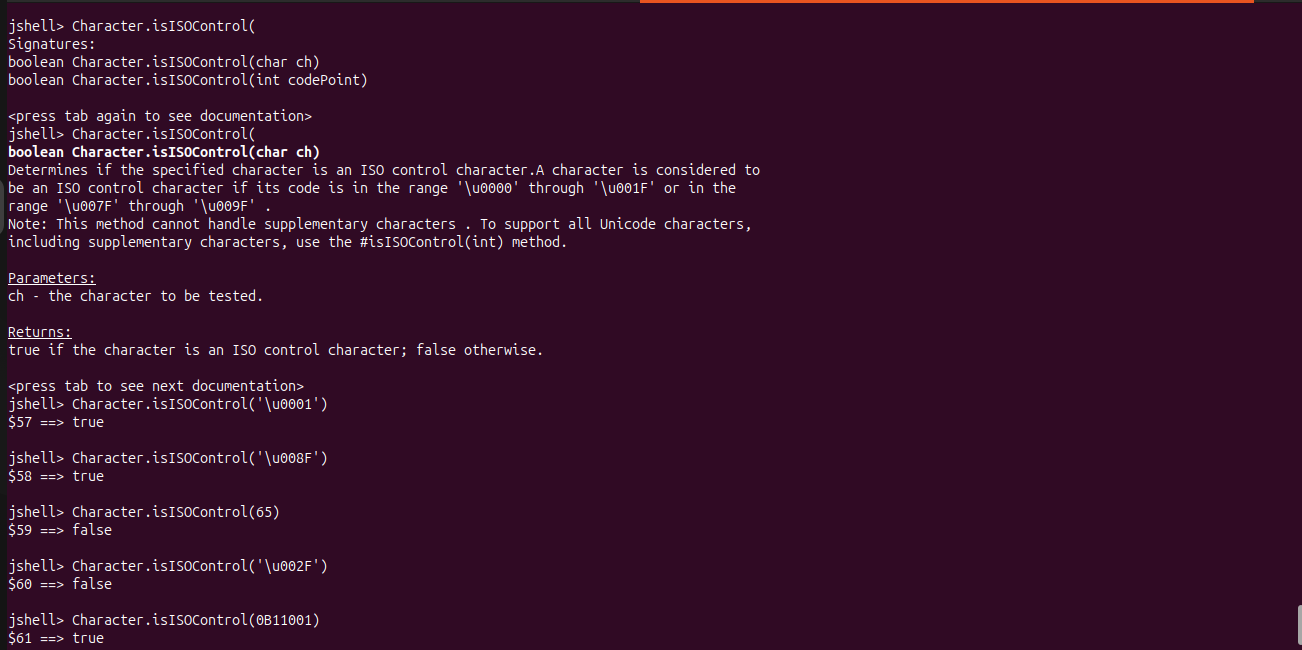 jshell> Character.isISOControl(
Signatures:
boolean Character.isISOControl(char ch)
boolean Character.isISOControl(int codePoint)
<press tab again to see documentation>
jshell> Character.isISOControl(
boolean Character.isISOControl(char ch)
Determines if the specified character is an ISO control character.A character is considered to
be an ISO control character if its code is in the range '\u0000' through '\u001F' or in the
range '\u007F' through '\u009F' .
Note: This method cannot handle supplementary characters . To support all Unicode characters,
including supplementary characters, use the #isISOControl(int) method.
Parameters:
ch - the character to be tested.
Returns:
true if the character is an ISO control character; false otherwise.
<press tab to see next documentation>
jshell> Character.isISOControl('\u0001')
$57 ==> true
jshell> Character.isISOControl('\u008F')
$58 ==> true
jshell> Character.isISOControl(65)
$59 ==> false
jshell> Character.isISOControl('\u002F')
$60 ==> false
jshell> Character.isISOControl(0B11001)
$61 ==> true